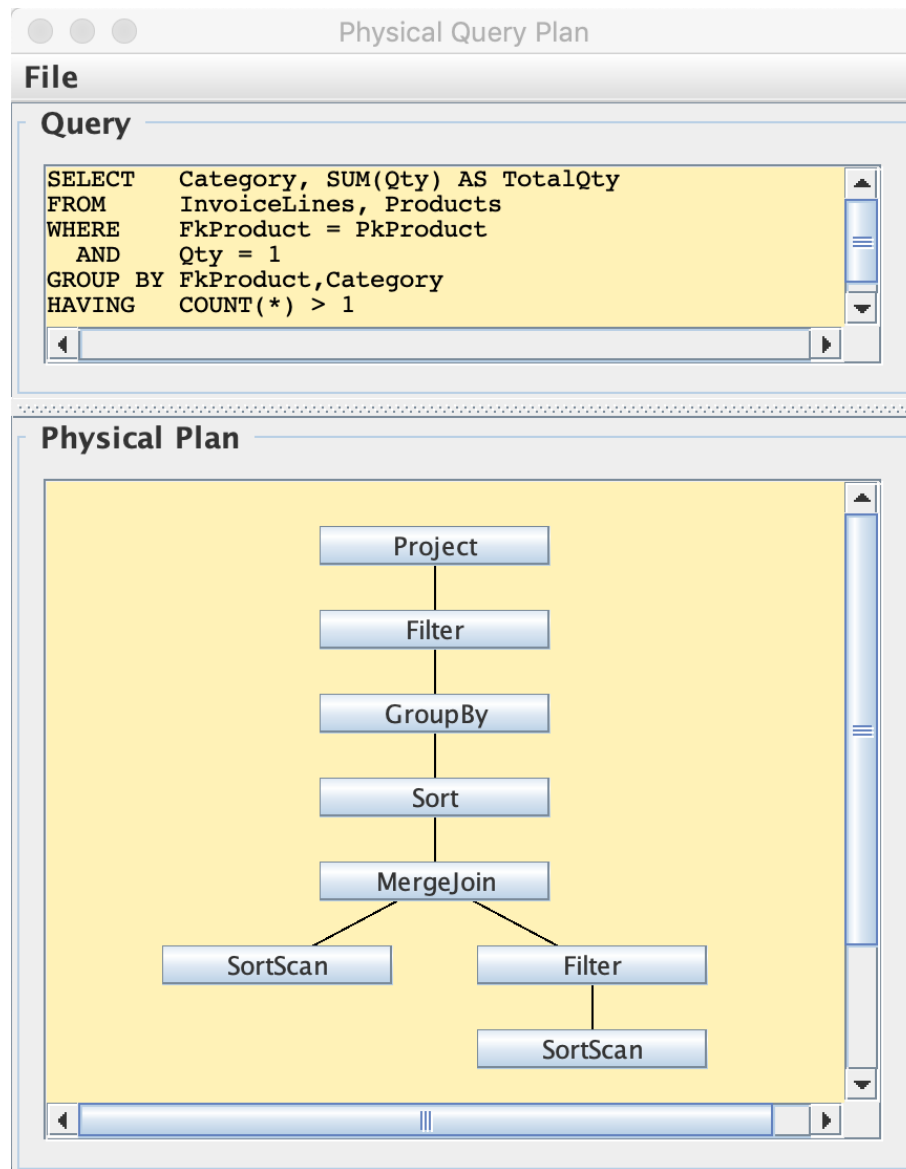 Physical Query Plan
File
Query
SELECT Category, SUM(Qty) AS TotalQty
FROM InvoiceLines, Products
WHERE FkProduct = PkProduct
AND Qty = 1
GROUP BY FkProduct,Category
HAVING COUNT(*) > 1
Physical Plan
Project
Filter
GroupBy
Sort
MergeJoin
SortScan Filter
SortScan